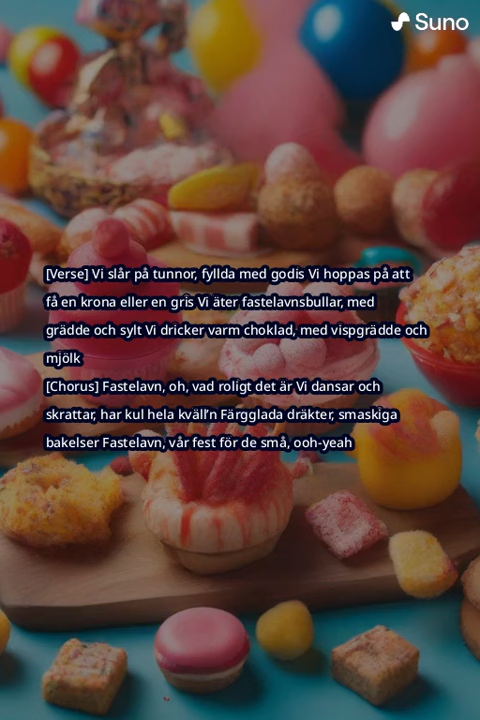 Suno
[Verse] Vi slår på tunnor, fyllda med godis Vi hoppas på att
få en krona eller en gris Vi äter fastelavnsbullar, med
grädde och sylt Vi dricker varm choklad, med vispgrädde och
mjölk
[Chorus] Fastelavn, oh, vad roligt det är Vi dansar och
skrattar, har kul hela kväll'n Färgglada dräkter, smaskiga
bakelser Fastelavn, vår fest för de små, ooh-yeah